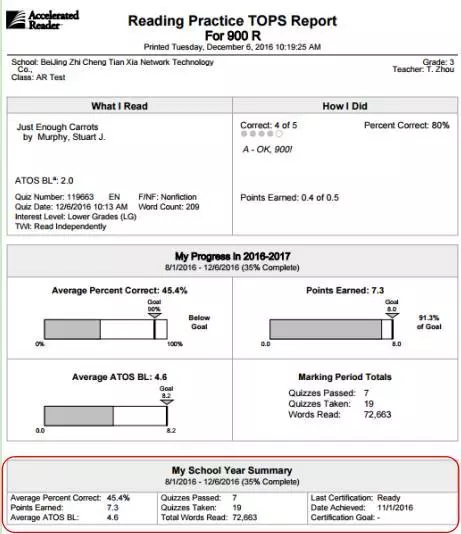 Accelerated Reader
Reading Practice TOPS Report
For 900 R
Printed Tuesday, December 6, 2016 10:19:25 AM
School: BeiJing Zhi Cheng Tian Xia Network Technology Co.,
Grade: 3
Teacher: T. Zhou
Class: AR Test
What I Read
How I Did
Just Enough Carrots
by Murphy, Stuart J.
Correct: 4 of 5
Percent Correct: 80%
A - OK, 900!
ATOS BLª: 2.0
Quiz Number: 119663 EN F/NF: Nonfiction
Quiz Date: 12/6/2016 10:13 AM Word Count: 209
Interest Level: Lower Grades (LG)
TWI: Read Independently
Points Earned: 0.4 of 0.5
My Progress in 2016-2017
8/1/2016 - 12/6/2016 (35% Complete)
Average Percent Correct: 45.4%
Goal
90%
Below
Goal
0%
100%
Points Earned: 7.3
Goal
8.0
91.3%
of Goal
0.0
8.0
Average ATOS BL: 4.6
Goal
8.2
0.0
8.2
Marking Period Totals
Quizzes Passed: 7
Quizzes Taken: 19
Words Read: 72,663
My School Year Summary
8/1/2016 - 12/6/2016 (35% Complete)
Average Percent Correct: 45.4% Quizzes Passed: 7 Last Certification: Ready
Points Earned: 7.3 Quizzes Taken: 19 Date Achieved: 11/1/2016
Average ATOS BL: 4.6 Total Words Read: 72,663 Certification Goal: -